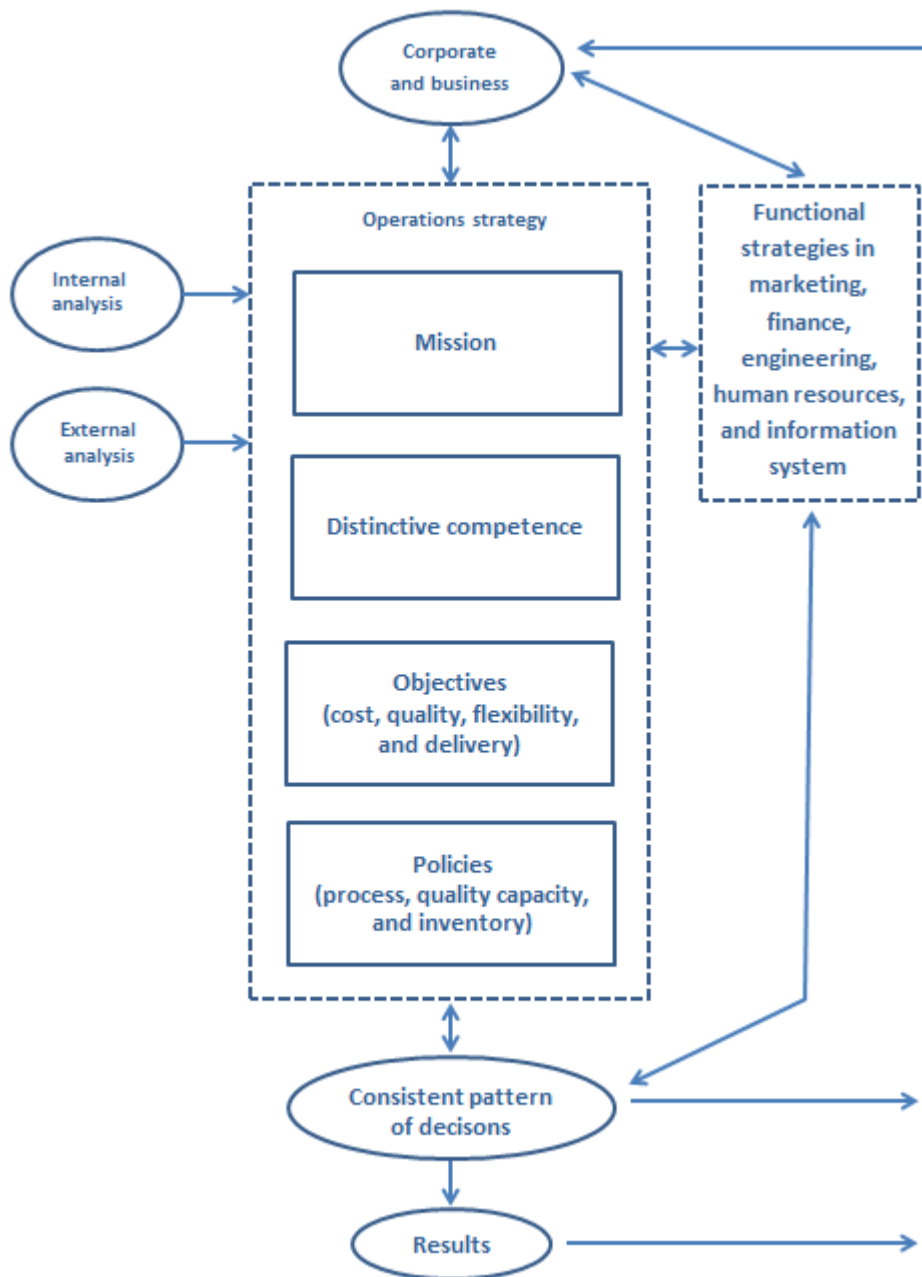 Corporate
and business
Operations strategy
Internal
analysis
External
analysis
Mission
Distinctive competence
Objectives
(cost, quality, flexibility,
and delivery)
Policies
(process, quality capacity,
and inventory)
Functional
strategies in
marketing,
finance,
engineering,
human resources,
and information
system
Consistent pattern
of decisons
Results